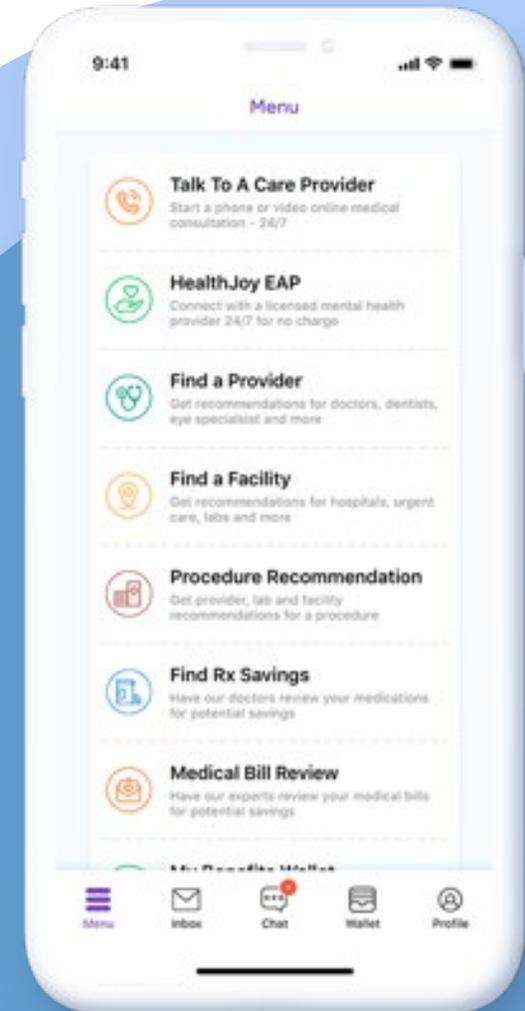 9:41
Menu
Talk To A Care Provider
Start a phone or video online medical
consultation - 24/7
HealthJoy EAP
Connect with a licensed mental health
provider 24/7 for no charge
Find a Provider
Get recommendations for doctors, dentists,
eye specialsist and more
Find a Facility
Get recommendations for hospitals, urgent
care, labs and more
Procedure Recommendation
Get provider, lab and facility
recommendations for a procedure
Find Rx Savings
Have our doctors review your medications
for potential savings
Medical Bill Review
Have our experts review your medical bills
for potential savings
My Benefits Wallet
Menu
Inbox
Chat
Wallet
Profile